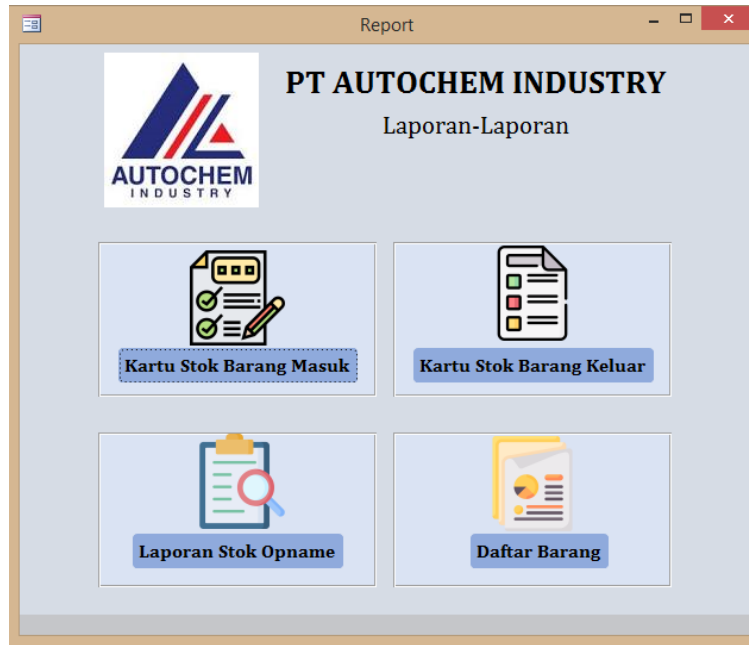 Report
PT AUTOCHEM INDUSTRY
Laporan-Laporan
AUTOCHEM
INDUSTRY
Kartu Stok Barang Masuk
Kartu Stok Barang Keluar
Laporan Stok Opname
Daftar Barang